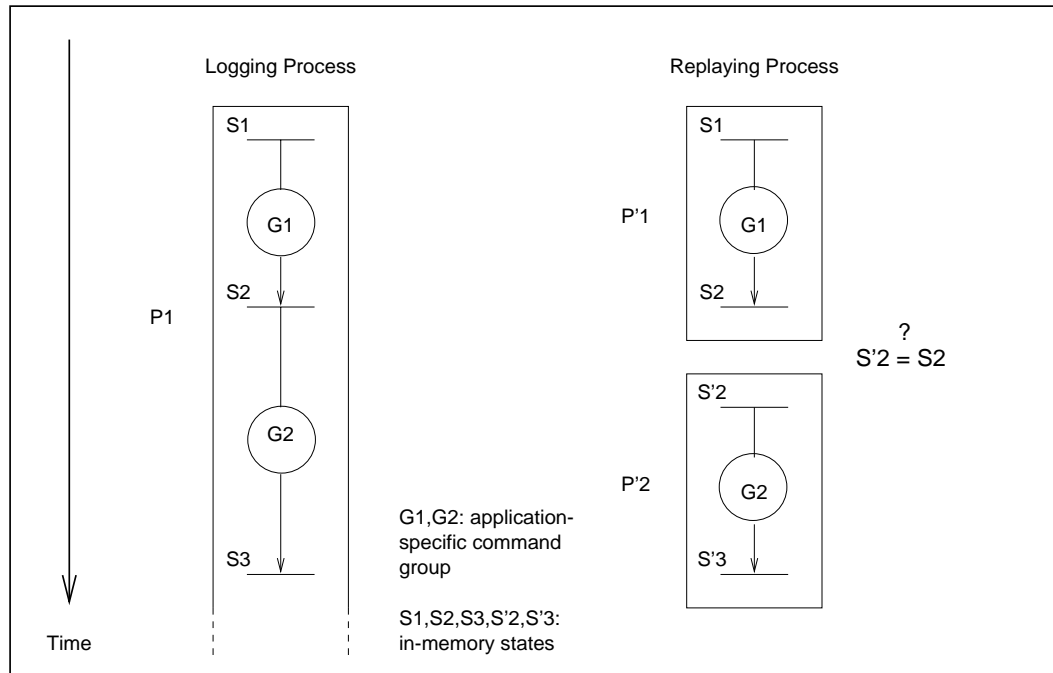 Logging Process
S1
G1
S2
P1
G2
S3
Time
G1,G2: application-
specific command
group
S1,S2,S3,S'2,S'3:
in-memory states
Replaying Process
S1
P'1
G1
S2
?
S'2 = S2
S'2
P'2
G2
S'3